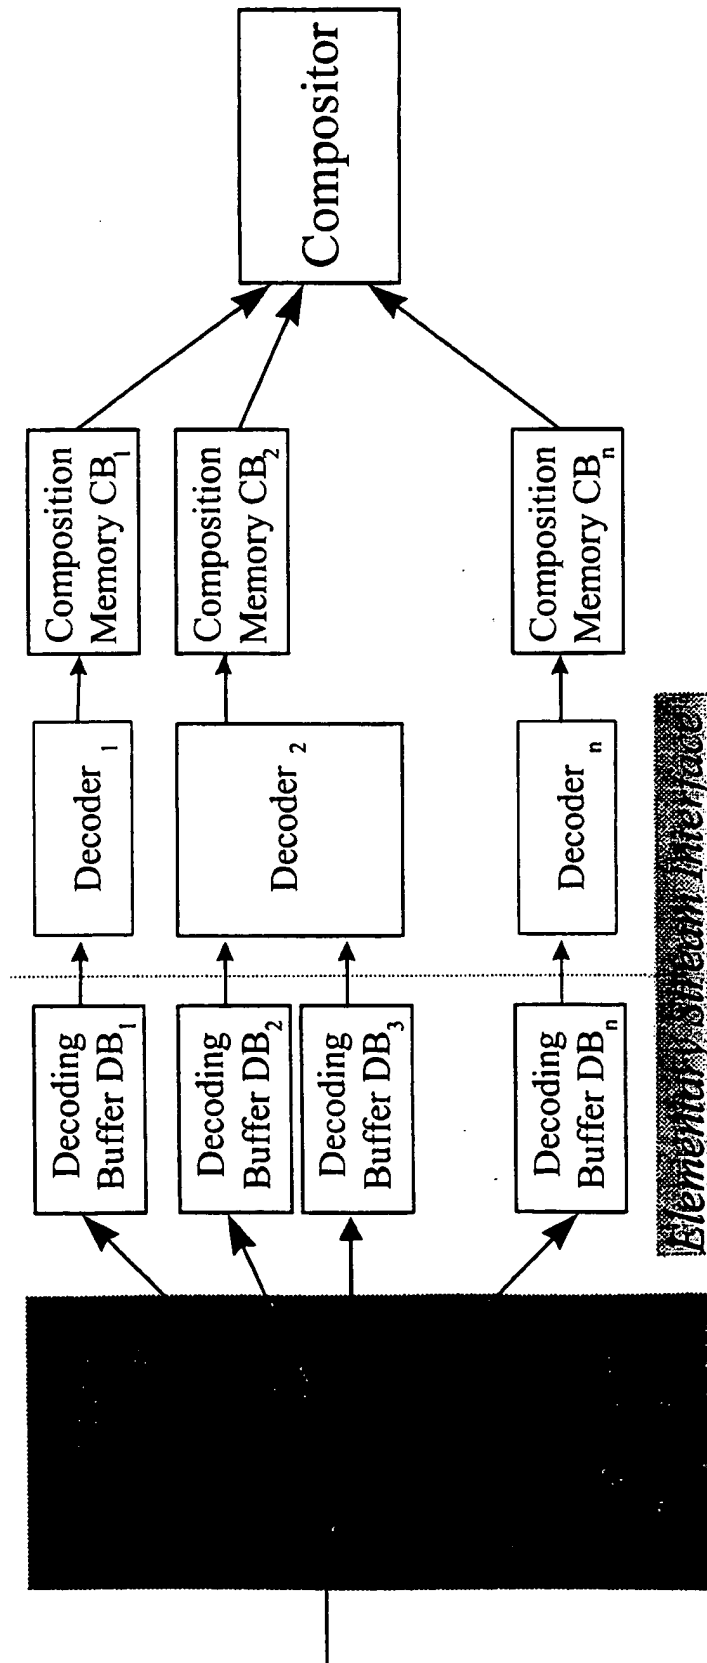 Decoding
Buffer DB₁
Decoder ₁
Composition
Memory CB₁
Decoding
Buffer DB₂
Decoding
Buffer DB₃
Decoder ₂
Composition
Memory CB₂
Decoding
Buffer DBₙ
Decoder ₙ
Composition
Memory CBₙ
Compositor
Elementary Stream Interface